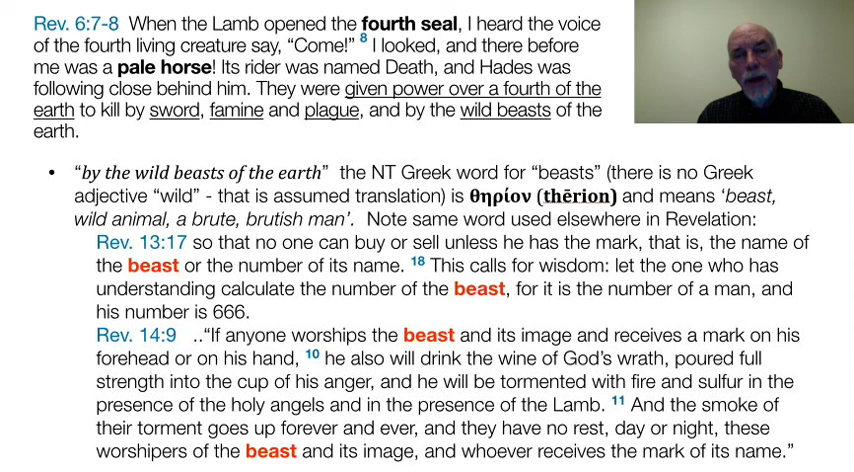 Rev. 6:7-8  When the Lamb opened the fourth seal, I heard the voice
of the fourth living creature say, “Come!” 8 I looked, and there before
me was a pale horse! Its rider was named Death, and Hades was
following close behind him. They were given power over a fourth of the
earth to kill by sword, famine and plague, and by the wild beasts of the
earth.
• “by the wild beasts of the earth”  the NT Greek word for “beasts” (there is no Greek
adjective “wild” - that is assumed translation) is θηρίον (thērion) and means ‘beast,
wild animal, a brute, brutish man’.  Note same word used elsewhere in Revelation:
Rev. 13:17 so that no one can buy or sell unless he has the mark, that is, the name of
the beast or the number of its name. 18 This calls for wisdom: let the one who has
understanding calculate the number of the beast, for it is the number of a man, and
his number is 666.
Rev. 14:9  ..“If anyone worships the beast and its image and receives a mark on his
forehead or on his hand, 10 he also will drink the wine of God’s wrath, poured full
strength into the cup of his anger, and he will be tormented with fire and sulfur in the
presence of the holy angels and in the presence of the Lamb. 11 And the smoke of
their torment goes up forever and ever, and they have no rest, day or night, these
worshipers of the beast and its image, and whoever receives the mark of its name.”